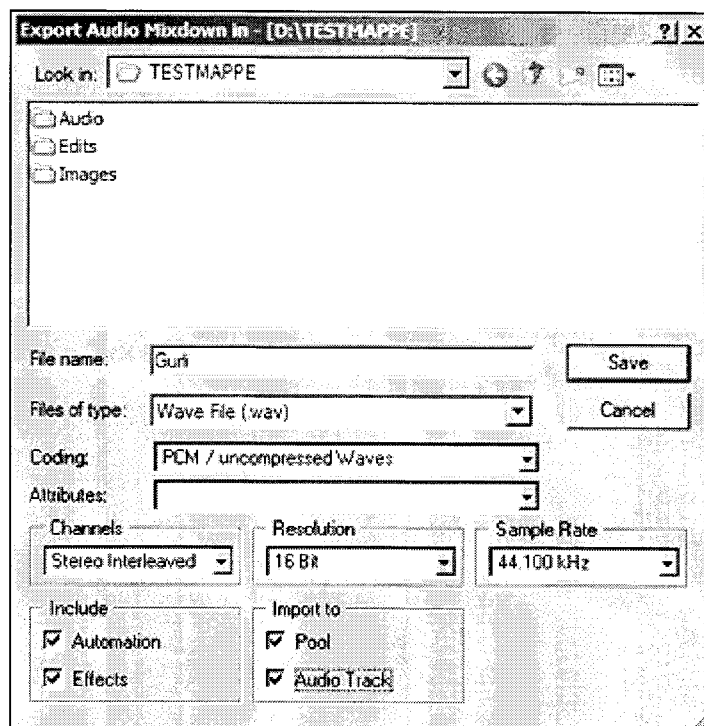 Export Audio Mixdown in - [D:\TESTMAPPE]
Look in: TESTMAPPE
Audio
Edits
Images
File name: Gurli
Save
Files of type: Wave File (.wav)
Cancel
Coding: PCM / uncompressed Waves
Attributes:
Channels Resolution Sample Rate
Stereo Interleaved 16 Bit 44.100 kHz
Include Import to
Automation Pool
Effects Audio Track